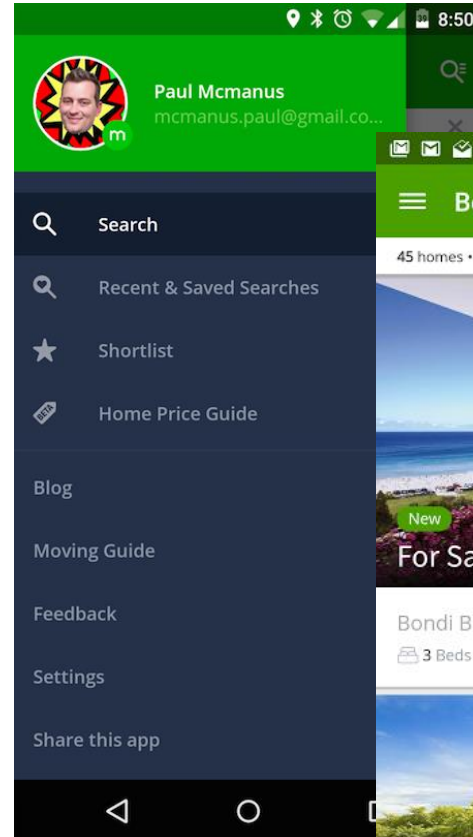 8:50
Paul Mcmanus
mcmanus.paul@gmail.co...
m
Search
Recent & Saved Searches
Shortlist
BETA
Home Price Guide
Blog
Moving Guide
Feedback
Settings
Share this app
45 homes •
New
For Sa
Bondi B
3 Beds